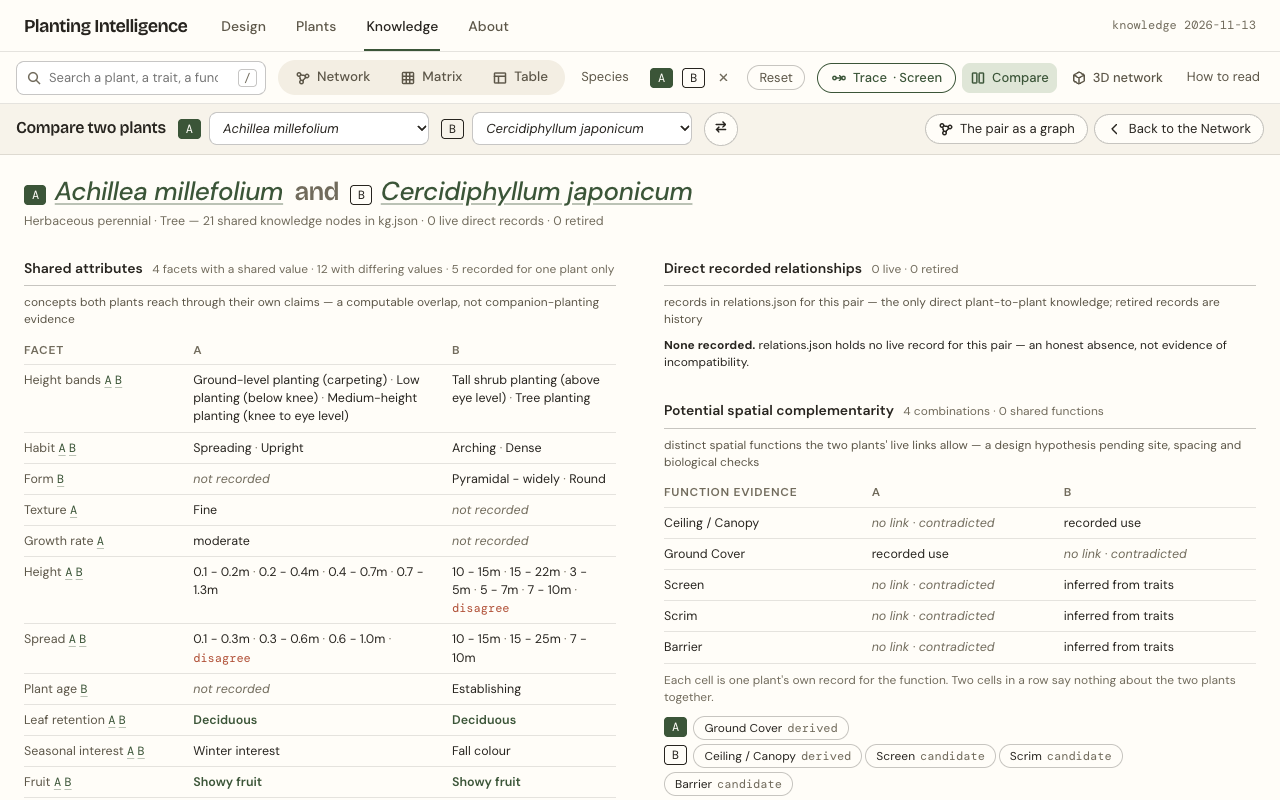 Planting Intelligence Design Plants Knowledge About knowledge 2026-11-13
Search a plant, a trait, a func / Network Matrix Table Species A B × Reset Trace · Screen Compare 3D network How to read
Compare two plants A Achillea millefolium B Cercidiphyllum japonicum The pair as a graph Back to the Network
A Achillea millefolium and B Cercidiphyllum japonicum
Herbaceous perennial · Tree — 21 shared knowledge nodes in kg.json · 0 live direct records · 0 retired
Shared attributes 4 facets with a shared value · 12 with differing values · 5 recorded for one plant only
concepts both plants reach through their own claims — a computable overlap, not companion-planting
evidence
FACET A B
Height bands A B Ground-level planting (carpeting) · Low Tall shrub planting (above
planting (below knee) · Medium-height eye level) · Tree planting
planting (knee to eye level)
Habit A B Spreading · Upright Arching · Dense
Form B not recorded Pyramidal - widely · Round
Texture A Fine not recorded
Growth rate A moderate not recorded
Height A B 0.1 - 0.2m · 0.2 - 0.4m · 0.4 - 0.7m · 0.7 - 10 - 15m · 15 - 22m · 3 -
1.3m 5m · 5 - 7m · 7 - 10m ·
disagree
Spread A B 0.1 - 0.3m · 0.3 - 0.6m · 0.6 - 1.0m · 10 - 15m · 15 - 25m · 7 -
disagree 10m
Plant age B not recorded Establishing
Leaf retention A B Deciduous Deciduous
Seasonal interest A B Winter interest Fall colour
Fruit A B Showy fruit Showy fruit
Direct recorded relationships 0 live · 0 retired
records in relations.json for this pair — the only direct plant-to-plant knowledge; retired records are
history
None recorded. relations.json holds no live record for this pair — an honest absence, not evidence of
incompatibility.
Potential spatial complementarity 4 combinations · 0 shared functions
distinct spatial functions the two plants' live links allow — a design hypothesis pending site, spacing and
biological checks
FUNCTION EVIDENCE A B
Ceiling / Canopy no link · contradicted recorded use
Ground Cover recorded use no link · contradicted
Screen no link · contradicted inferred from traits
Scrim no link · contradicted inferred from traits
Barrier no link · contradicted inferred from traits
Each cell is one plant's own record for the function. Two cells in a row say nothing about the two plants
together.
A Ground Cover derived
B Ceiling / Canopy derived Screen candidate Scrim candidate
Barrier candidate